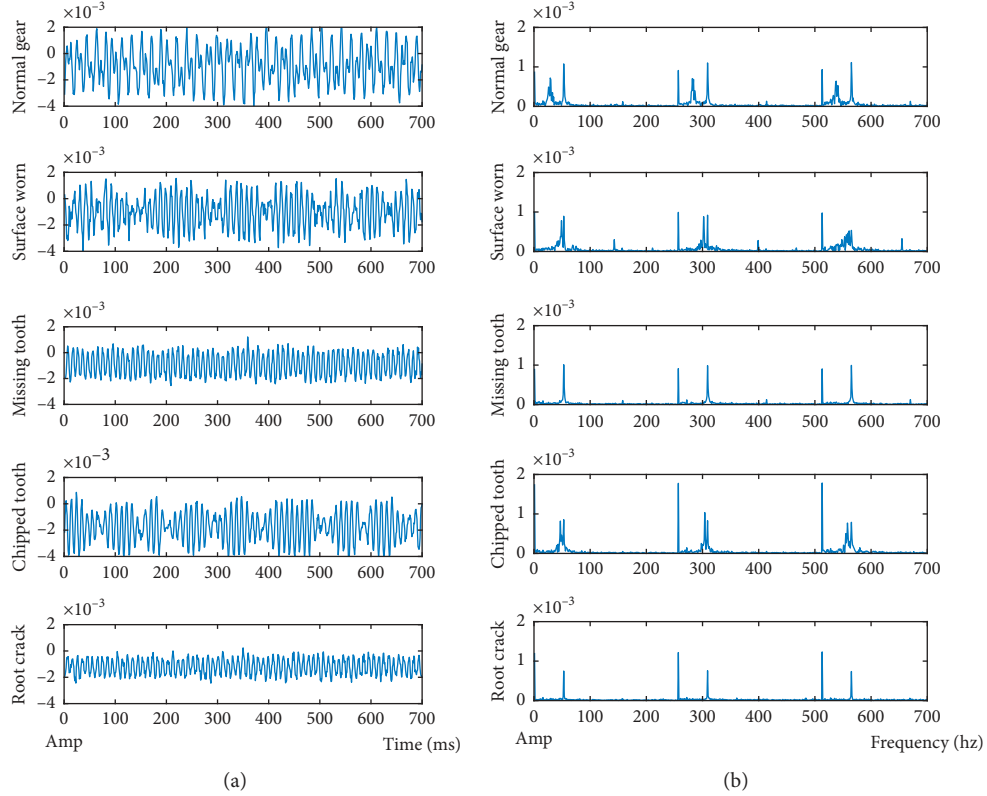 ×10⁻³
Normal gear
2
0
−2
−4
0 100 200 300 400 500 600 700
×10⁻³
Surface worn
2
0
−2
−4
0 100 200 300 400 500 600 700
×10⁻³
Missing tooth
2
0
−2
−4
0 100 200 300 400 500 600 700
×10⁻³
Chipped tooth
2
0
−2
−4
0 100 200 300 400 500 600 700
×10⁻³
Root crack
2
0
−2
−4
0 100 200 300 400 500 600 700
Amp Time (ms)
(a)
×10⁻³
Normal gear
2
1
0
0 100 200 300 400 500 600 700
×10⁻³
Surface worn
2
1
0
0 100 200 300 400 500 600 700
×10⁻³
Missing tooth
2
1
0
0 100 200 300 400 500 600 700
×10⁻³
Chipped tooth
2
1
0
0 100 200 300 400 500 600 700
×10⁻³
Root crack
2
1
0
0 100 200 300 400 500 600 700
Amp Frequency (hz)
(b)